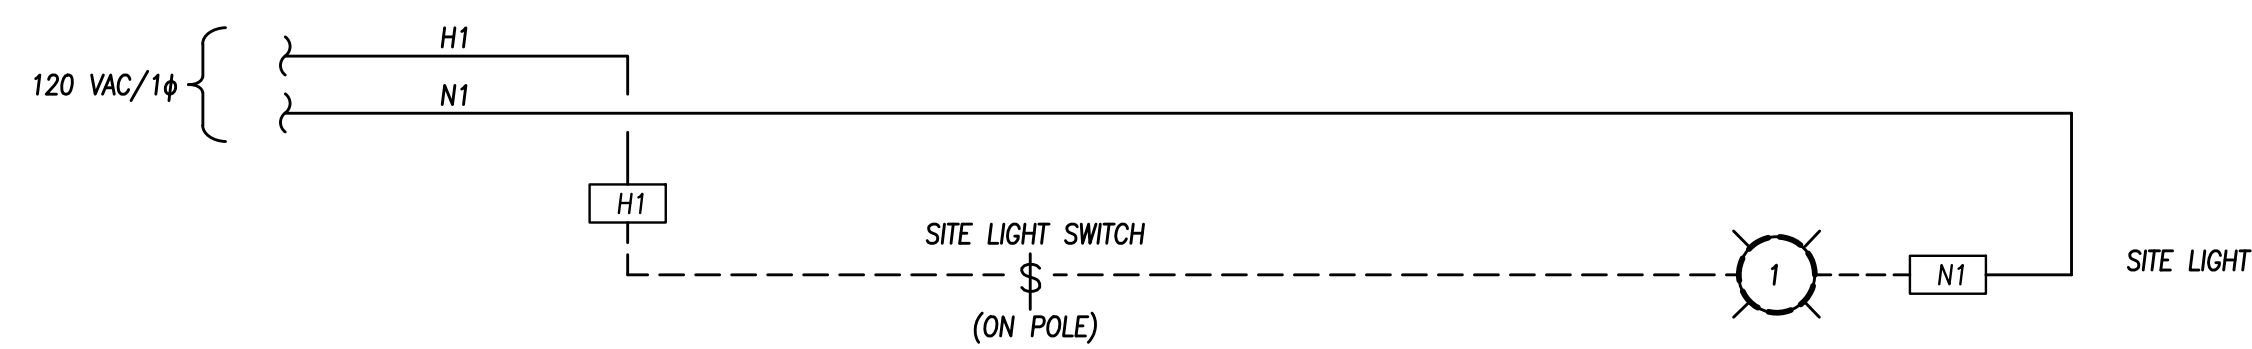 H1
120 VAC/1ϕ
N1
H1
SITE LIGHT SWITCH
$
(ON POLE)
1
N1
SITE LIGHT